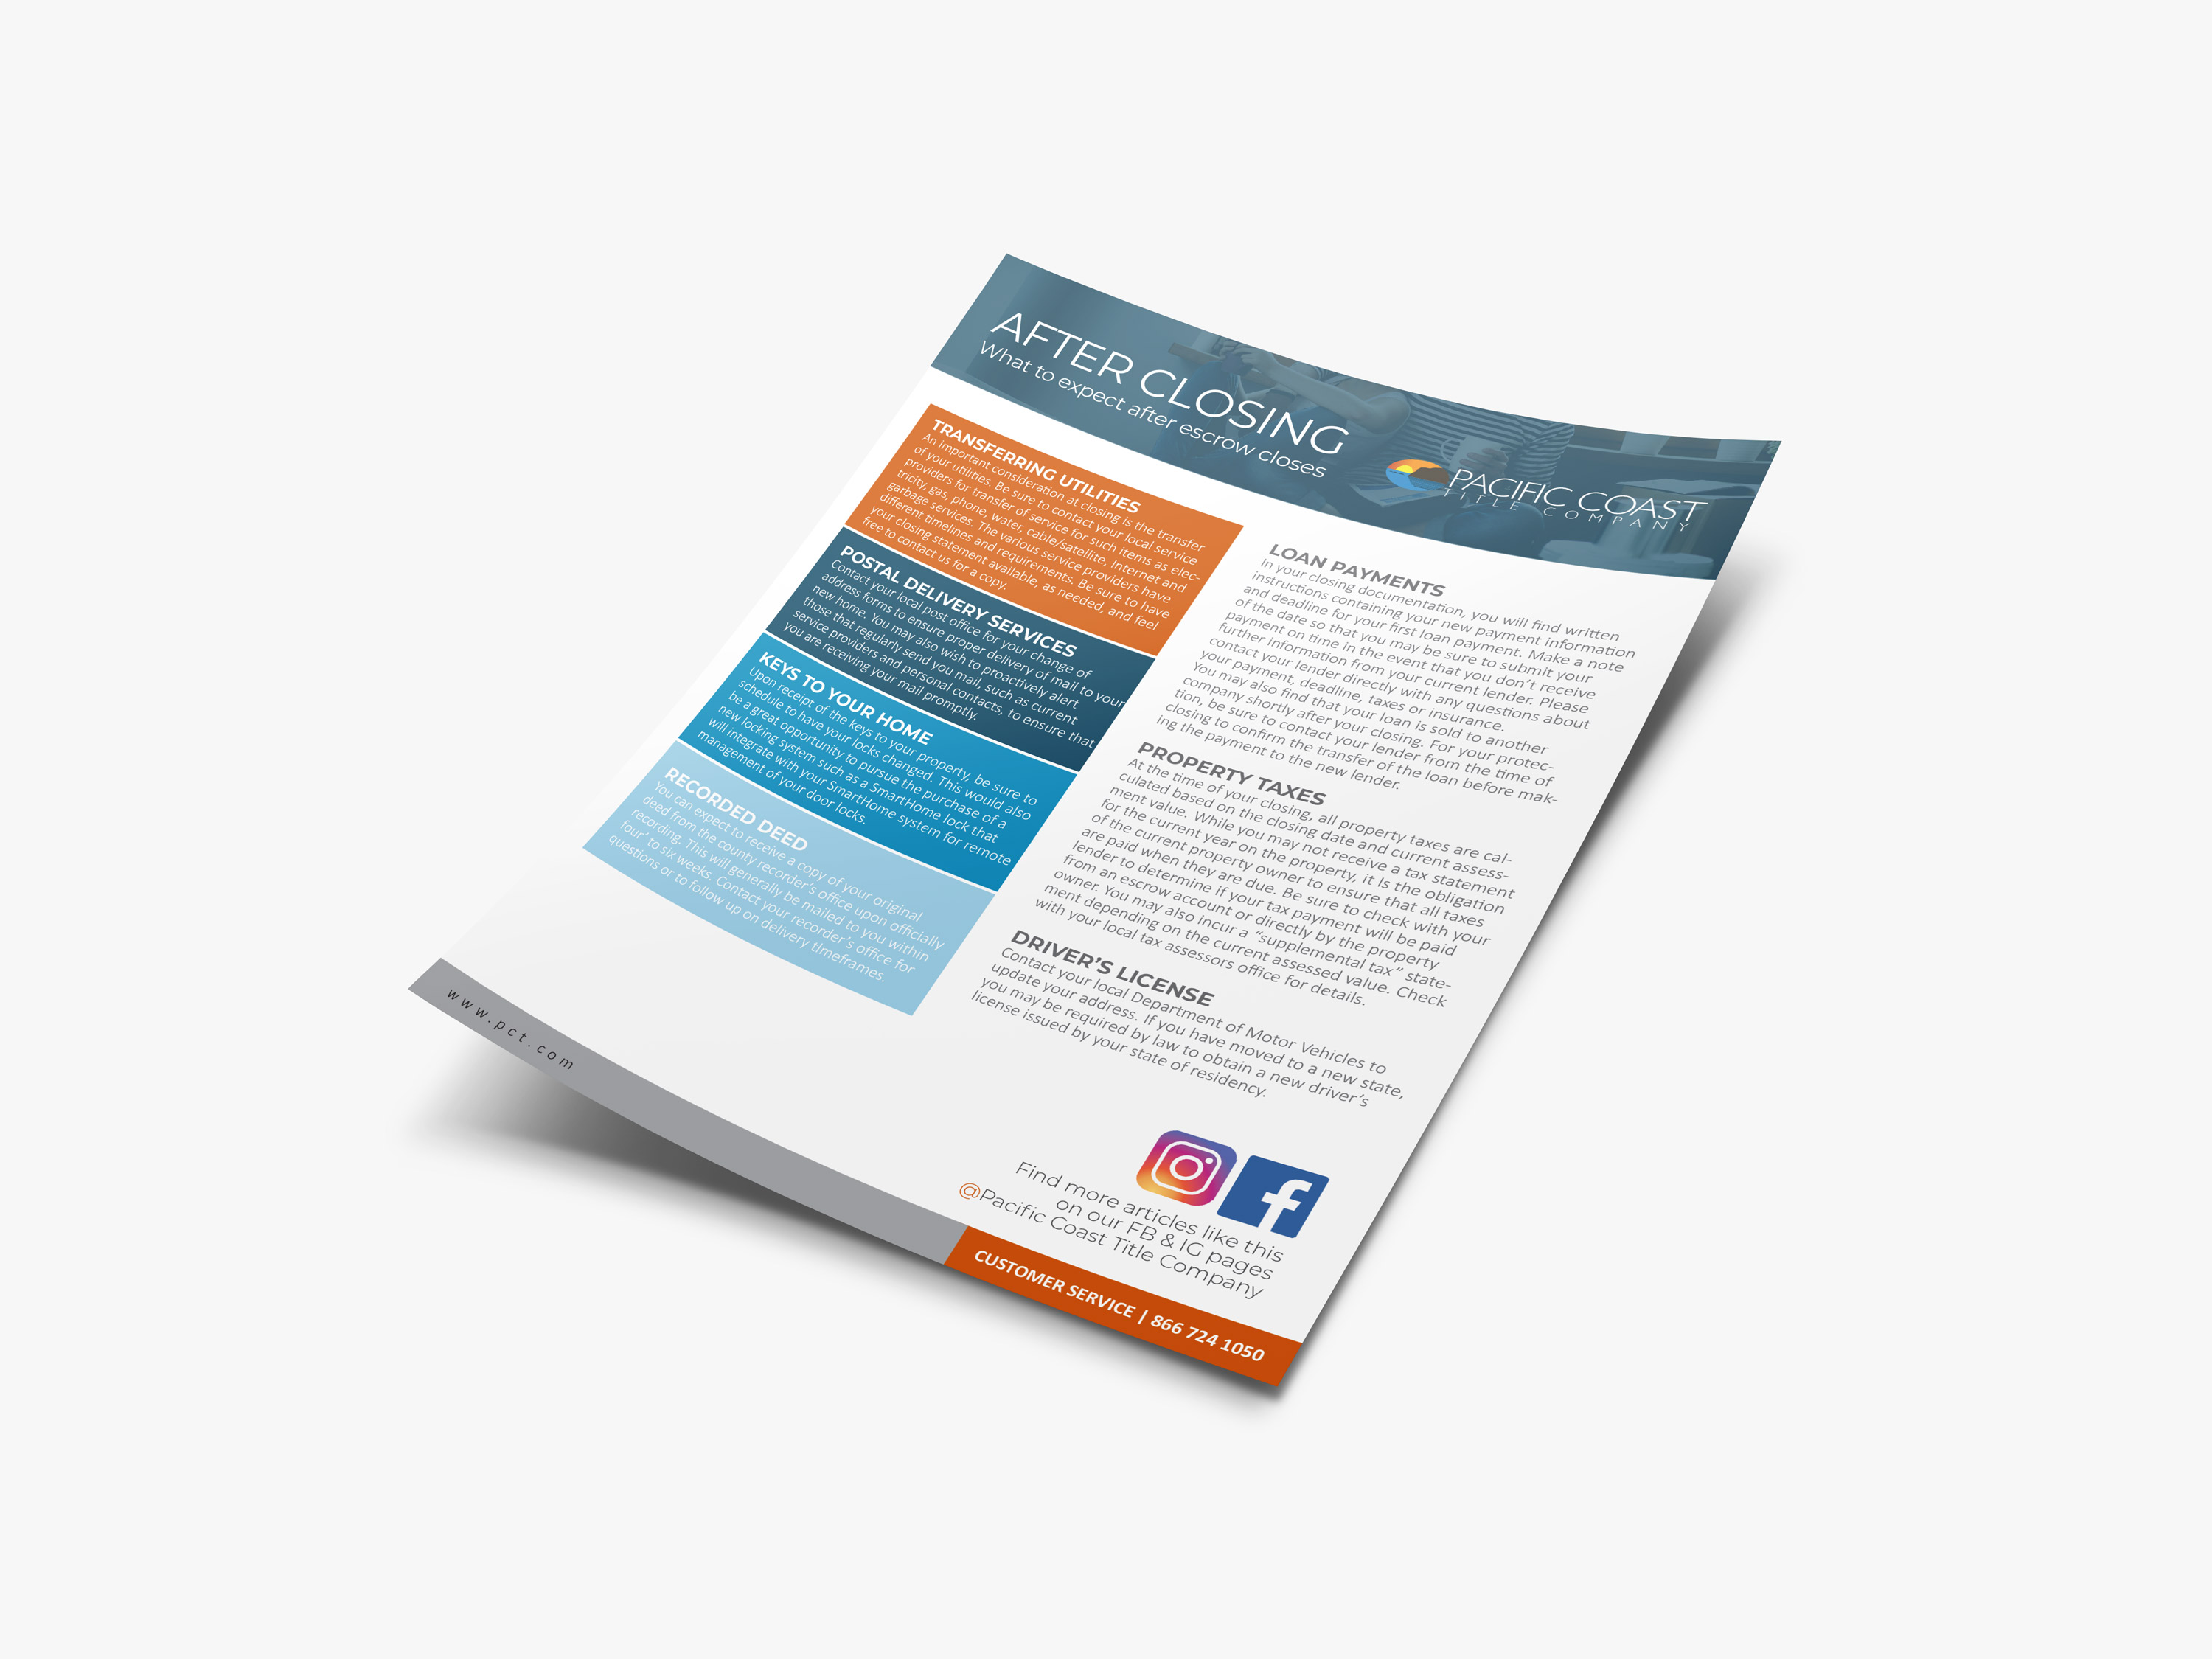 AFTER CLOSING
What to expect after escrow closes
PACIFIC COAST
TITLE COMPANY
TRANSFERRING UTILITIES
An important consideration at closing is the transfer
of your utilities. Be sure to contact your local service
providers for transfer of service for such items as elec-
tricity, gas, phone, water, cable/satellite, Internet and
garbage services. The various service providers have
different timelines and requirements. Be sure to have
your closing statement available, as needed, and feel
free to contact us for a copy.
POSTAL DELIVERY SERVICES
Contact your local post office for your change of
address forms to ensure proper delivery of mail to your
new home. You may also wish to proactively alert
those that regularly send you mail, such as current
service providers and personal contacts, to ensure that
you are receiving your mail promptly.
KEYS TO YOUR HOME
Upon receipt of the keys to your property, be sure to
schedule to have your locks changed. This would also
be a great opportunity to pursue the purchase of a
new locking system such as a SmartHome lock that
will integrate with your SmartHome system for remote
management of your door locks.
RECORDED DEED
You can expect to receive a copy of your original
deed from the county recorder's office upon officially
recording. This will generally be mailed to you within
four' to six weeks. Contact your recorder's office for
questions or to follow up on delivery tImeframes.
LOAN PAYMENTS
In your closing documentation, you will find written
instructions containing your new payment information
and deadline for your first loan payment. Make a note
of the date so that you may be sure to submit your
payment on time in the event that you don't receive
further information from your current lender. Please
contact your lender directly with any questions about
your payment, deadline, taxes or insurance.
You may also find that your loan is sold to another
company shortly after your closing. For your protec-
tion, be sure to contact your lender from the time of
closing to confirm the transfer of the loan before mak-
ing the payment to the new lender.
PROPERTY TAXES
At the time of your closing, all property taxes are cal-
culated based on the closing date and current assess-
ment value. While you may not receive a tax statement
for the current year on the property, it Is the obligation
of the current property owner to ensure that all taxes
are paid when they are due. Be sure to check with your
lender to determine if your tax payment will be paid
from an escrow account or directly by the property
owner. You may also incur a “supplemental tax” state-
ment depending on the current assessed value. Check
with your local tax assessors office for details.
DRIVER'S LICENSE
Contact your local Department of Motor Vehicles to
update your address. If you have moved to a new state,
you may be required by law to obtain a new driver's
license issued by your state of residency.
Find more articles like this
on our FB & IG pages
@Pacific Coast Title Company
www.pct.com
CUSTOMER SERVICE | 866 724 1050